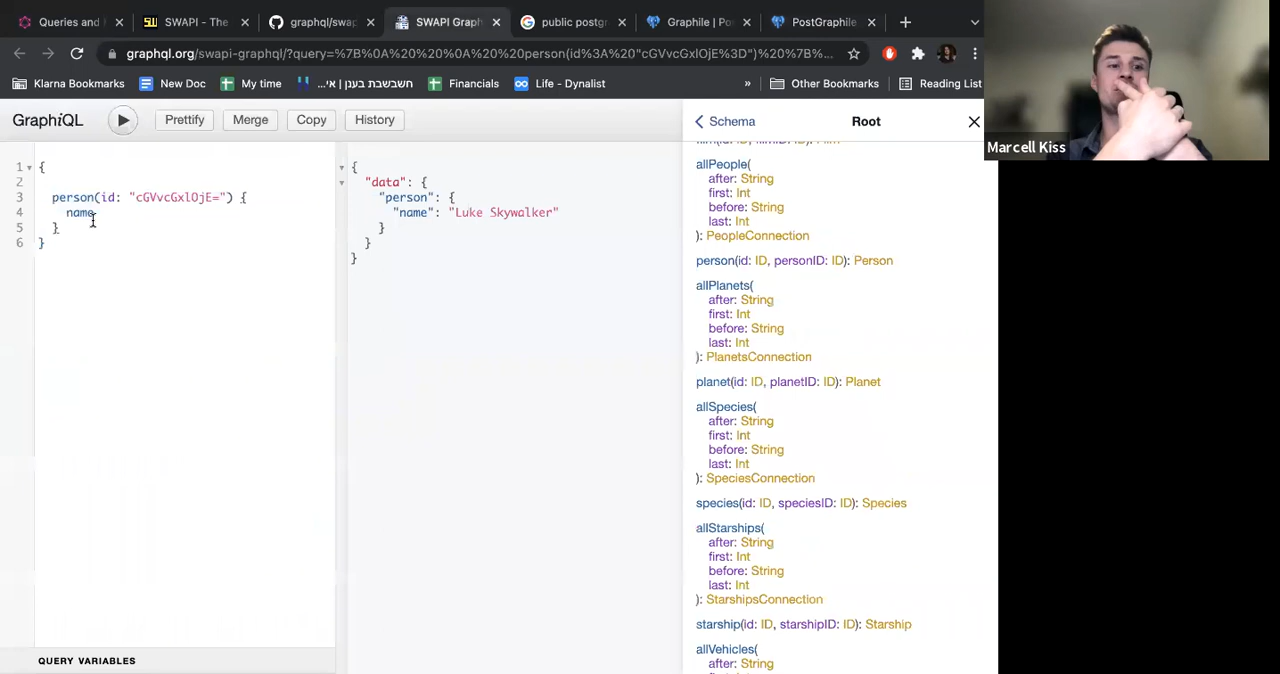 Queries and
SWAPI - The
graphql/swap
SWAPI Graph
public postgr
Graphile | Po
PostGraphile
graphql.org/swapi-graphql/?query=%7B%0A%20%20%20%20person(id%3A%20"cGVvcGxlOjE%3D")%20%7B%...
Klarna Bookmarks
New Doc
My time
חשבשבת בענן | אי...
Financials
Life - Dynalist
»
Other Bookmarks
Reading List
GraphiQL
Prettify
Merge
Copy
History
1 {
2
3 person(id: "cGVvcGxlOjE=") {
4 name
5 }
6 }
QUERY VARIABLES
{
"data": {
"person": {
"name": "Luke Skywalker"
}
}
}
Schema
Root
allPeople(
after: String
first: Int
before: String
last: Int
): PeopleConnection
person(id: ID, personID: ID): Person
allPlanets(
after: String
first: Int
before: String
last: Int
): PlanetsConnection
planet(id: ID, planetID: ID): Planet
allSpecies(
after: String
first: Int
before: String
last: Int
): SpeciesConnection
species(id: ID, speciesID: ID): Species
allStarships(
after: String
first: Int
before: String
last: Int
): StarshipsConnection
starship(id: ID, starshipID: ID): Starship
allVehicles(
after: String
Marcell Kiss